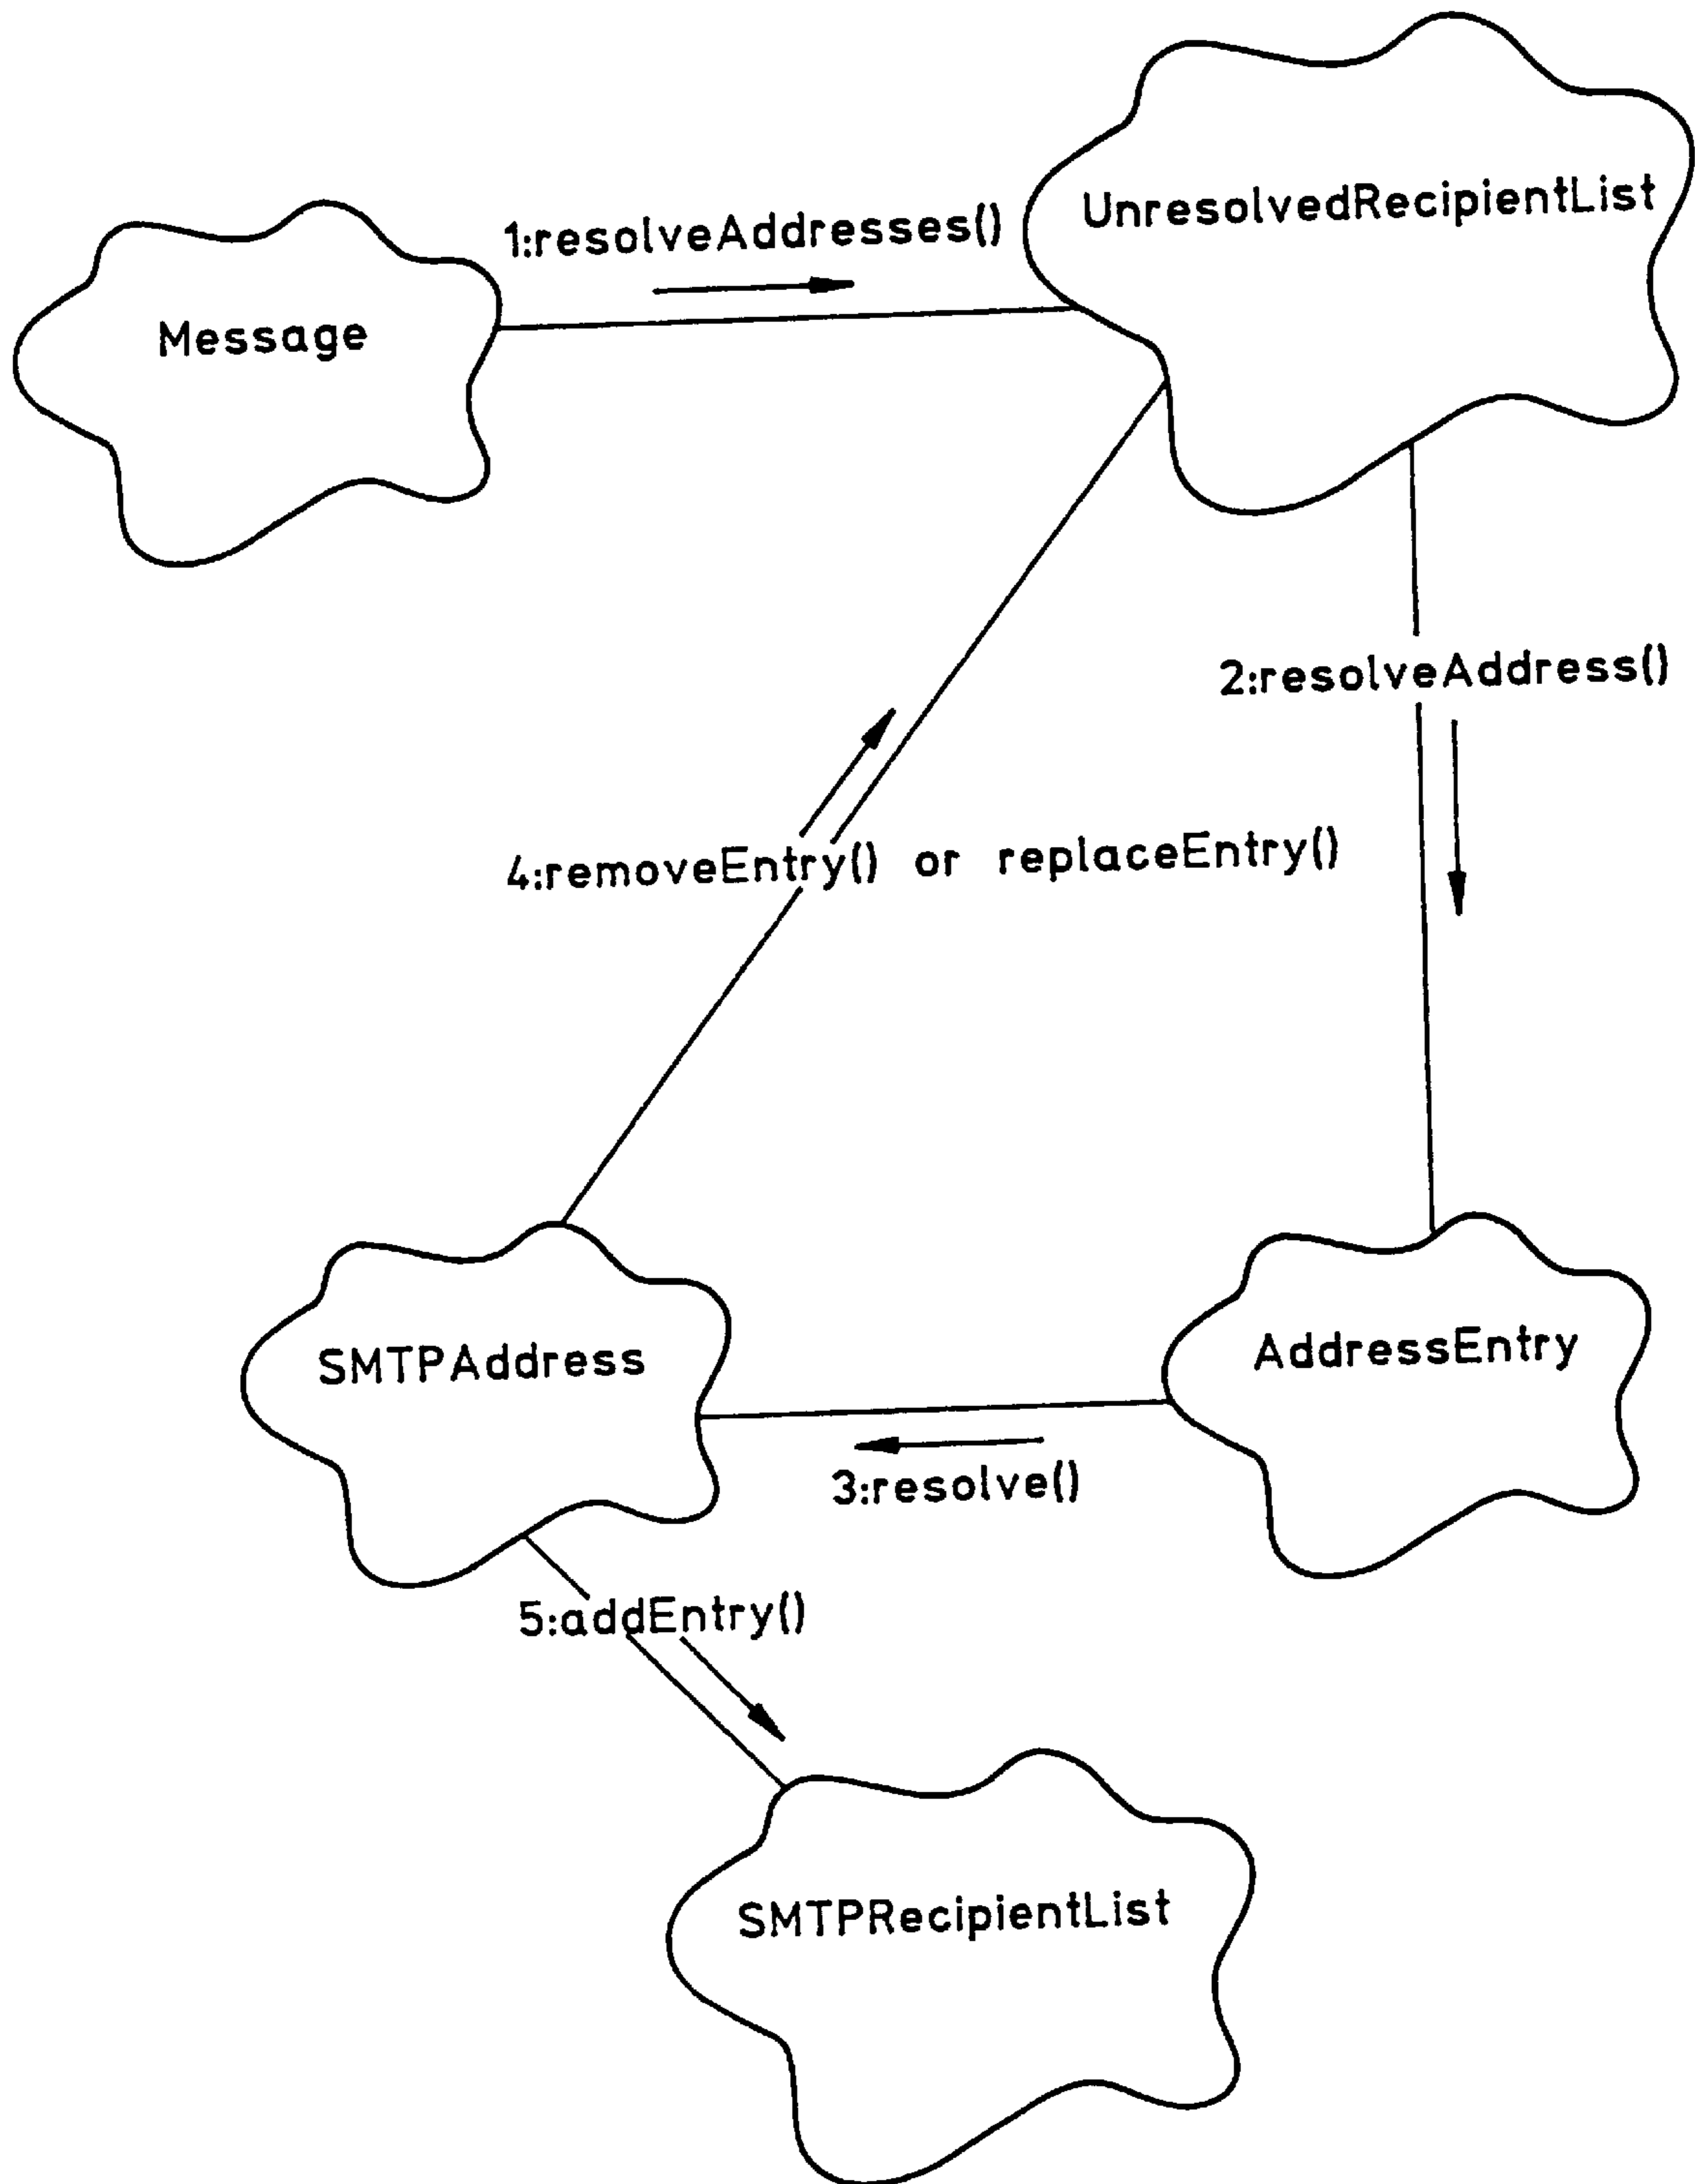 UnresolvedRecipientList
1:resolveAddresses()
Message
2:resolveAddress()
4:removeEntry() or replaceEntry()
SMTPAddress
AddressEntry
3:resolve()
5:addEntry()
SMTPRecipientList